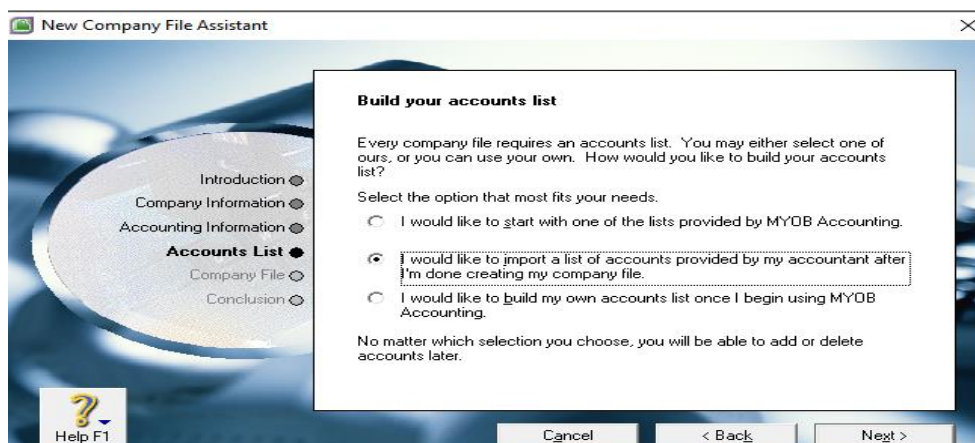 New Company File Assistant
Build your accounts list
Every company file requires an accounts list. You may either select one of
ours, or you can use your own. How would you like to build your accounts
list?
Select the option that most fits your needs.
I would like to start with one of the lists provided by MYOB Accounting.
I would like to import a list of accounts provided by my accountant after
I'm done creating my company file.
I would like to build my own accounts list once I begin using MYOB
Accounting.
No matter which selection you choose, you will be able to add or delete
accounts later.
Introduction
Company Information
Accounting Information
Accounts List
Company File
Conclusion
Help F1
Cancel
< Back
Next >